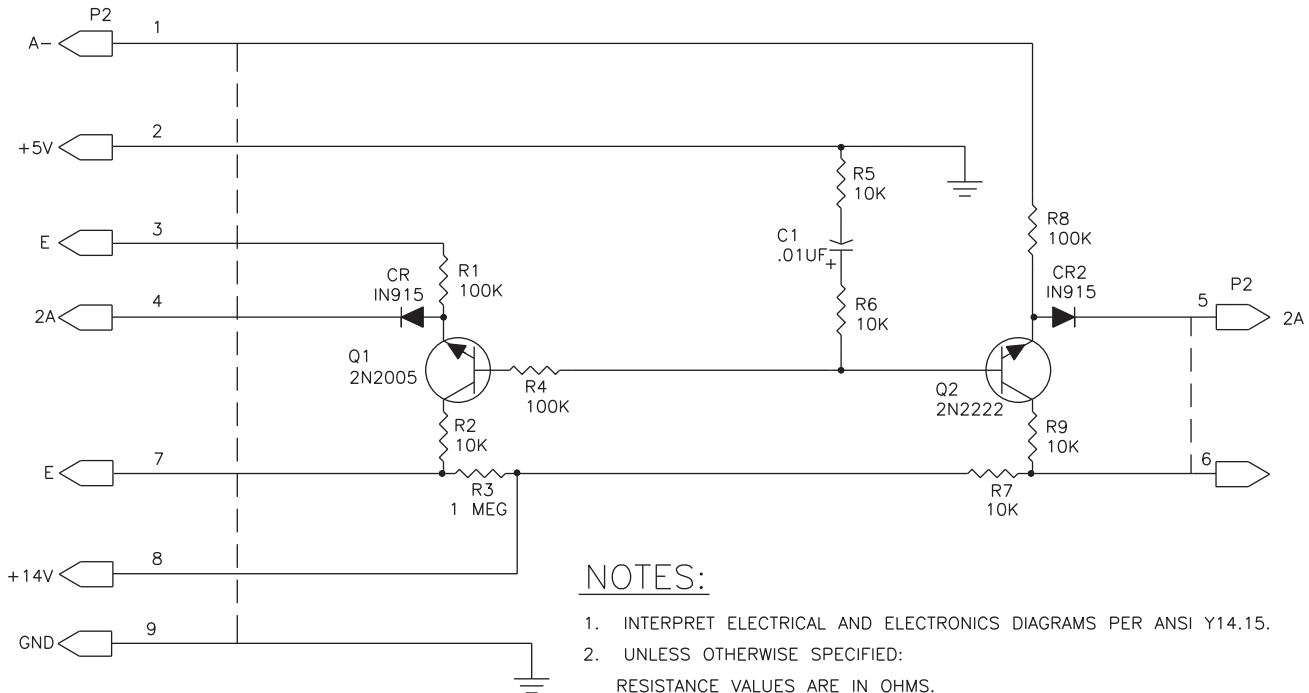 P2
1
A-
2
+5V
R5
10K
R8
100K
C1
.01UF
+
3
E
R1
100K
CR
IN915
CR2
IN915
P2
4
2A
R6
10K
5
2A
Q1
2N2005
R4
100K
Q2
2N2222
R2
10K
R9
10K
7
E
R3
1 MEG
R7
10K
6
8
+14V
9
GND
NOTES:
1. INTERPRET ELECTRICAL AND ELECTRONICS DIAGRAMS PER ANSI Y14.15.
2. UNLESS OTHERWISE SPECIFIED:
RESISTANCE VALUES ARE IN OHMS.